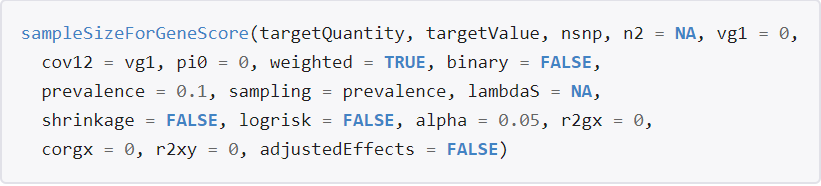 sampleSizeForGeneScore(targetQuantity, targetValue, nsnp, n2 = NA, vg1 = 0,
cov12 = vg1, pi0 = 0, weighted = TRUE, binary = FALSE,
prevalence = 0.1, sampling = prevalence, lambdaS = NA,
shrinkage = FALSE, logrisk = FALSE, alpha = 0.05, r2gx = 0,
corgx = 0, r2xy = 0, adjustedEffects = FALSE)